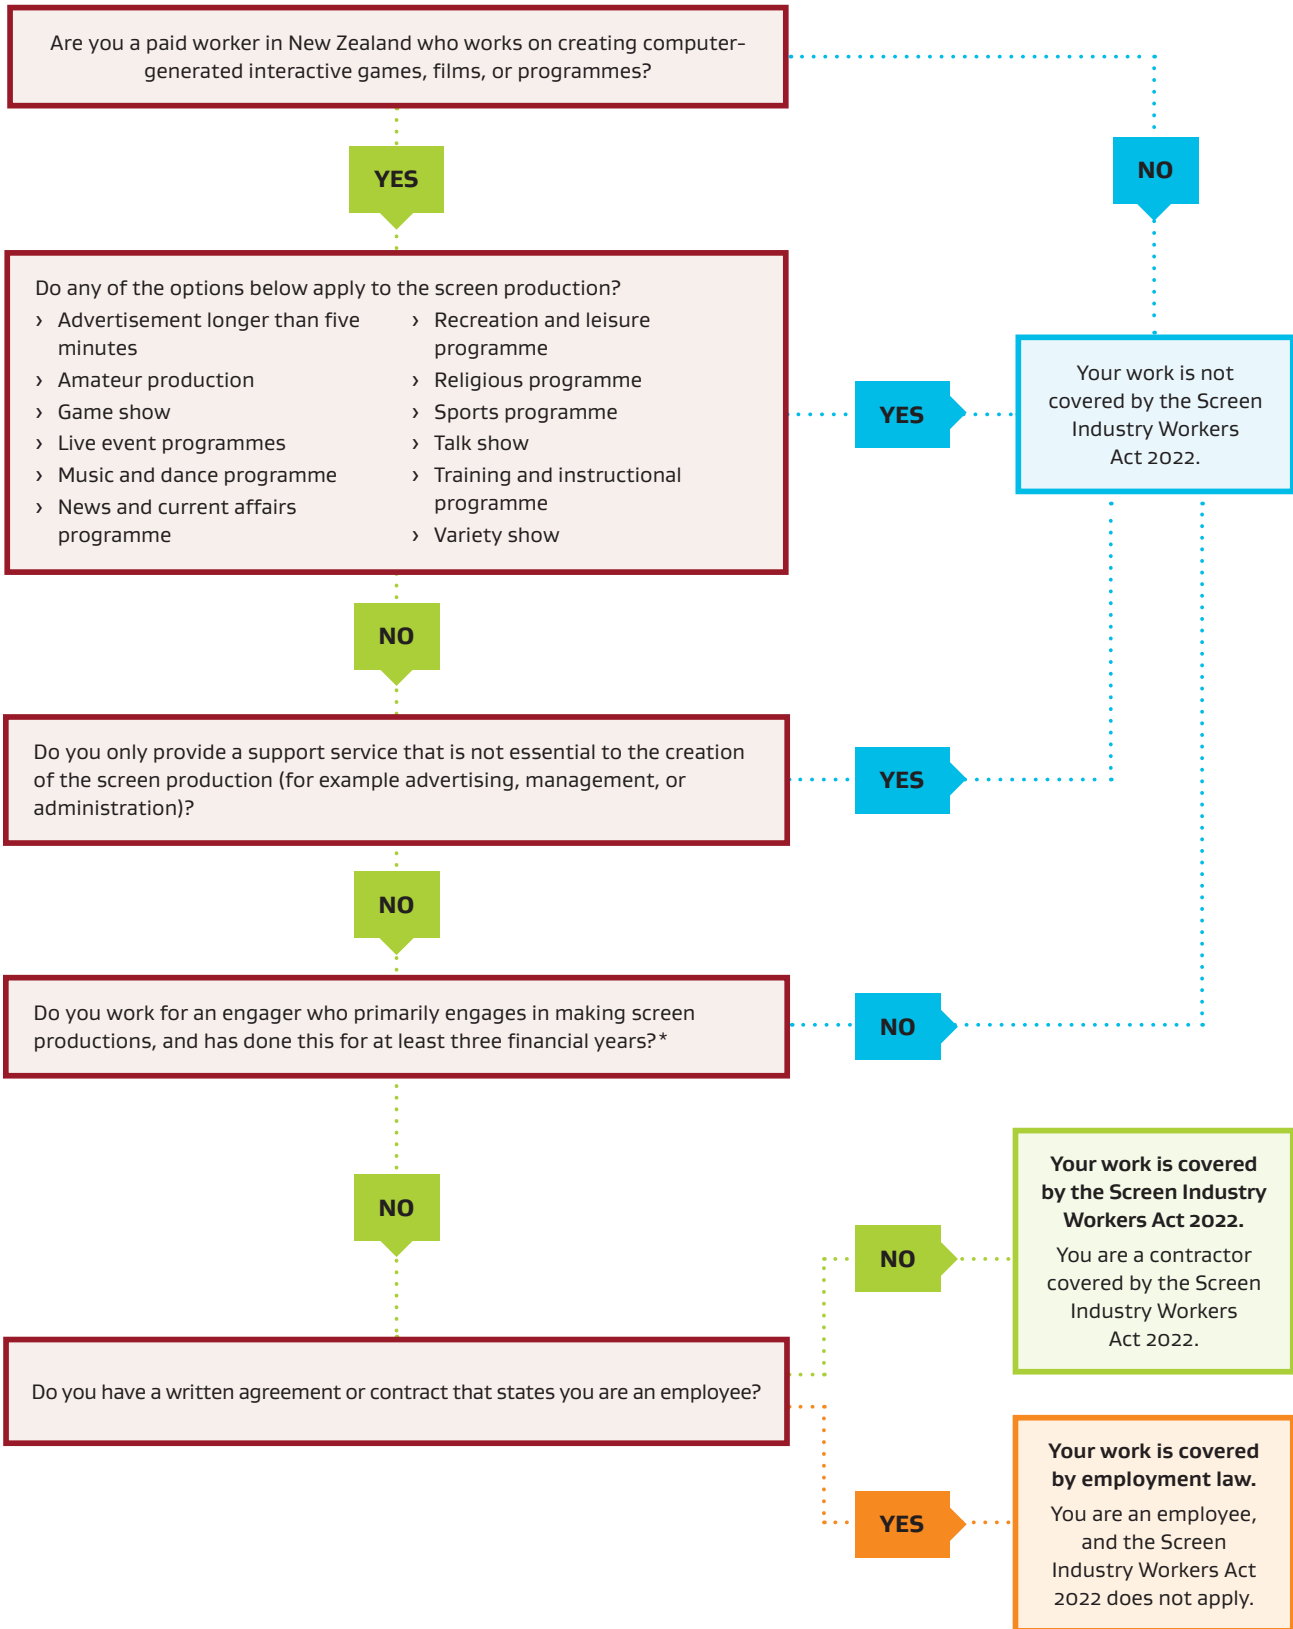 Are you a paid worker in New Zealand who works on creating computer-
generated interactive games, films, or programmes?
YES
NO
Do any of the options below apply to the screen production?
› Advertisement longer than five
minutes
› Amateur production
› Game show
› Live event programmes
› Music and dance programme
› News and current affairs
programme
› Recreation and leisure
programme
› Religious programme
› Sports programme
› Talk show
› Training and instructional
programme
› Variety show
YES
Your work is not
covered by the Screen
Industry Workers
Act 2022.
NO
Do you only provide a support service that is not essential to the creation
of the screen production (for example advertising, management, or
administration)?
YES
NO
Do you work for an engager who primarily engages in making screen
productions, and has done this for at least three financial years?*
NO
NO
Do you have a written agreement or contract that states you are an employee?
NO
Your work is covered
by the Screen Industry
Workers Act 2022.
You are a contractor
covered by the Screen
Industry Workers
Act 2022.
YES
Your work is covered
by employment law.
You are an employee,
and the Screen
Industry Workers Act
2022 does not apply.